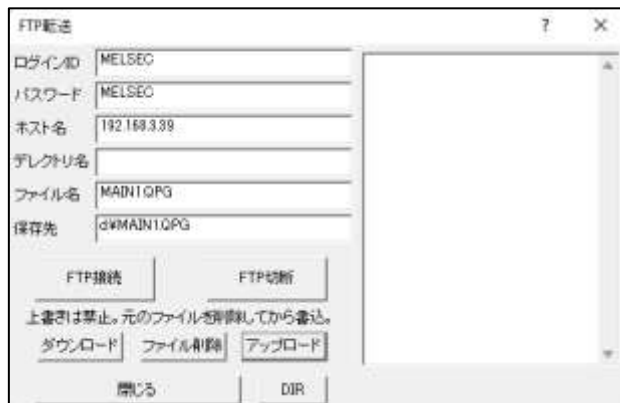 FTP転送 ? ×
ログインID MELSEC
パスワード MELSEC
ホスト名 192.168.3.39
デレクトリ名
ファイル名 MAIN1.QPG
保存先 d¥MAIN1.QPG
FTP接続 FTP切断
上書きは禁止。元のファイルを削除してから書込。
ダウンロード ファイル削除 アップロード
閉じる DIR